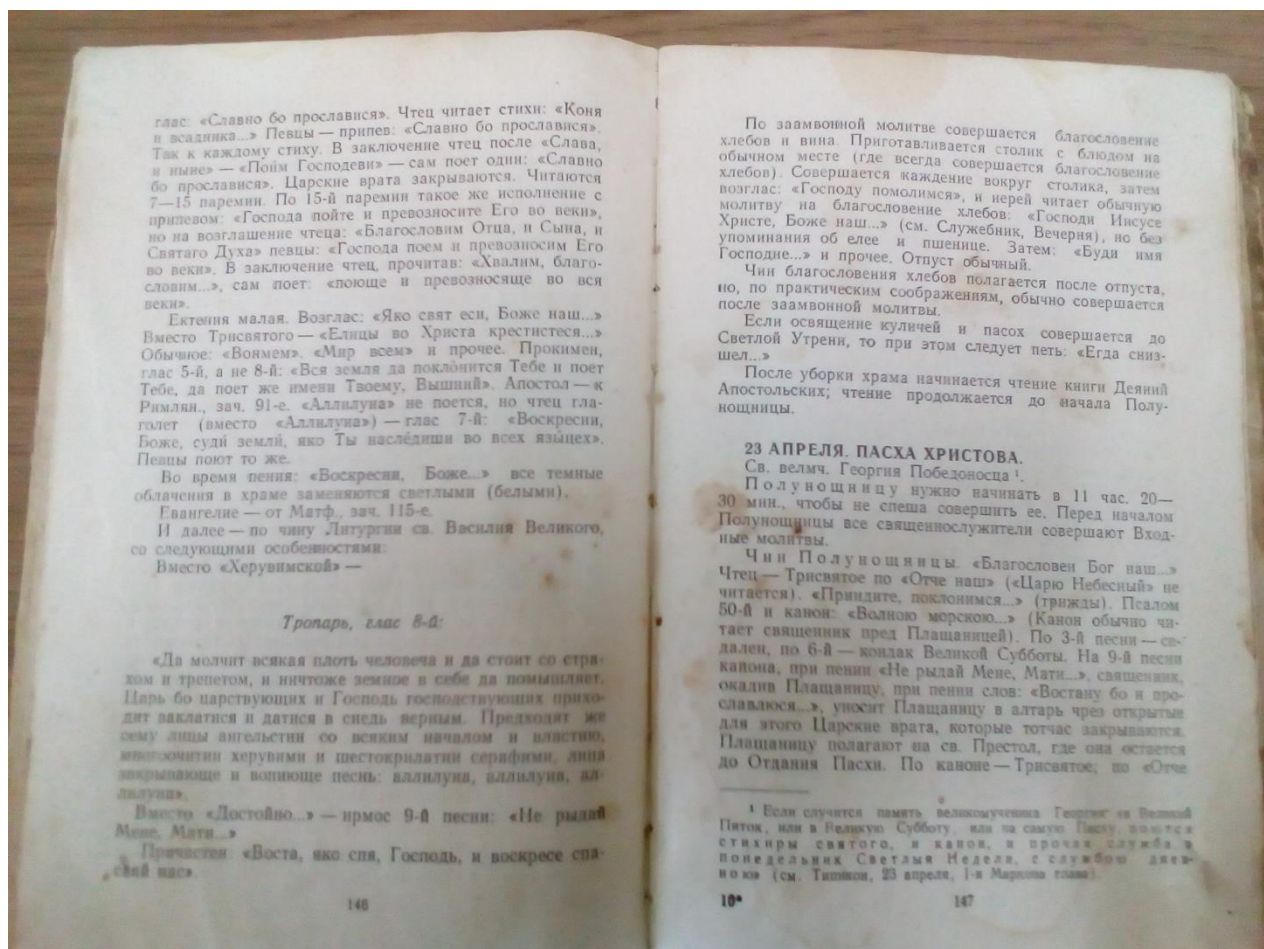 глас: «Славно бо прославися». Чтец читает стихи: «Коня
и всадника...» Певцы — припев: «Славно бо прославися».
Так к каждому стиху. В заключение чтец после «Слава,
и ныне» — «Поим Господеви» — сам поет один: «Славно
бо прославися». Царские врата закрываются. Читаются
7—15 паремии. По 15-й паремии такое же исполнение с
припевом: «Господа пойте и превозносите Его во веки»,
но на возглашение чтеца: «Благословим Отца, и Сына, и
Святаго Духа» певцы: «Господа поем и превозносим Его
во веки». В заключение чтец, прочитав: «Хвалим, благо-
словим...», сам поет: «поюще и превозносяще во вся
веки».
Ектения малая. Возглас: «Яко свят еси, Боже наш...»
Вместо Трисвятого — «Елицы во Христа крестистеся...»
Обычное: «Вонмем». «Мир всем» и прочее. Прокимен,
глас 5-й, а не 8-й: «Вся земля да поклонится Тебе и поет
Тебе, да поет же имени Твоему, Вышний». Апостол — к
Римлян., зач. 91-е. «Аллилуиа» не поется, но чтец гла-
голет (вместо «Аллилуиа») — глас 7-й: «Воскресни,
Боже, суди́ земли́, яко Ты насле́диши во всех язы́цех».
Певцы поют то же.
Во время пения: «Воскресни, Боже...» все темные
облачения в храме заменяются светлыми (белыми).
Евангелие — от Матф., зач. 115-е.
И далее — по чину Литургии св. Василия Великого,
со следующими особенностями:
Вместо «Херувимской» —
Тропарь, глас 8-й:
«Да молчит всякая плоть человеча и да стоит со стра-
хом и трепетом, и ничтоже земное в себе да помышляет.
Царь бо царствующих и Господь господствующих прихо-
дит заклатися и датися в снедь верным. Предходят же
сему лицы ангельстии со всяким началом и властию,
многоочитии херувими и шестокрилатии серафими, лица
закрывающе и вопиюще песнь: аллилуиа, аллилуиа, ал-
лилуиа».
Вместо «Достойно...» — ирмос 9-й песни: «Не рыдай
Мене, Мати...»
Причастен: «Воста, яко спя, Господь, и воскресе спа-
саяй нас».
146
По заамвонной молитве совершается благословение
хлебов и вина. Приготавливается столик с блюдом на
обычном месте (где всегда совершается благословение
хлебов). Совершается каждение вокруг столика, затем
возглас: «Господу помолимся», и иерей читает обычную
молитву на благословение хлебов: «Господи Иисусе
Христе, Боже наш...» (см. Служебник, Вечерня), но без
упоминания об елее и пшенице. Затем: «Буди имя
Господне...» и прочее. Отпуст обычный.
Чин благословения хлебов полагается после отпуста,
но, по практическим соображениям, обычно совершается
после заамвонной молитвы.
Если освящение куличей и пасох совершается до
Светлой Утрени, то при этом следует петь: «Егда сниз-
шел...»
После уборки храма начинается чтение книги Деяний
Апостольских; чтение продолжается до начала Полу-
нощницы.
23 АПРЕЛЯ. ПАСХА ХРИСТОВА.
Св. велмч. Георгия Победоносца ¹.
Полунощницу нужно начинать в 11 час. 20—
30 мин., чтобы не спеша совершить ее. Перед началом
Полунощницы все священнослужители совершают Вход-
ные молитвы.
Чин Полунощницы. «Благословен Бог наш...»
Чтец — Трисвятое по «Отче наш» («Царю Небесный» не
читается). «Приидите, поклонимся...» (трижды). Псалом
50-й и канон: «Волною морскою...» (Канон обычно чи-
тает священник пред Плащаницей). По 3-й песни — се-
дален, по 6-й — кондак Великой Субботы. На 9-й песни
канона, при пении «Не рыдай Мене, Мати...», священник,
окадив Плащаницу, при пении слов: «Востану бо и про-
славлюся...», уносит Плащаницу в алтарь чрез открытые
для этого Царские врата, которые тотчас закрываются.
Плащаницу полагают на св. Престол, где она остается
до Отдания Пасхи. По каноне — Трисвятое; по «Отче
¹ Если случится память великомученика Георгия «в Великий
Пяток, или в Великую Субботу, или на самую Пасху, поются
стихиры святого, и канон, и прочая служба в
понедельник Светлыя Недели, с службою днев-
ною» (см. Типикон, 23 апреля, 1-я Маркова глава).
10*
147